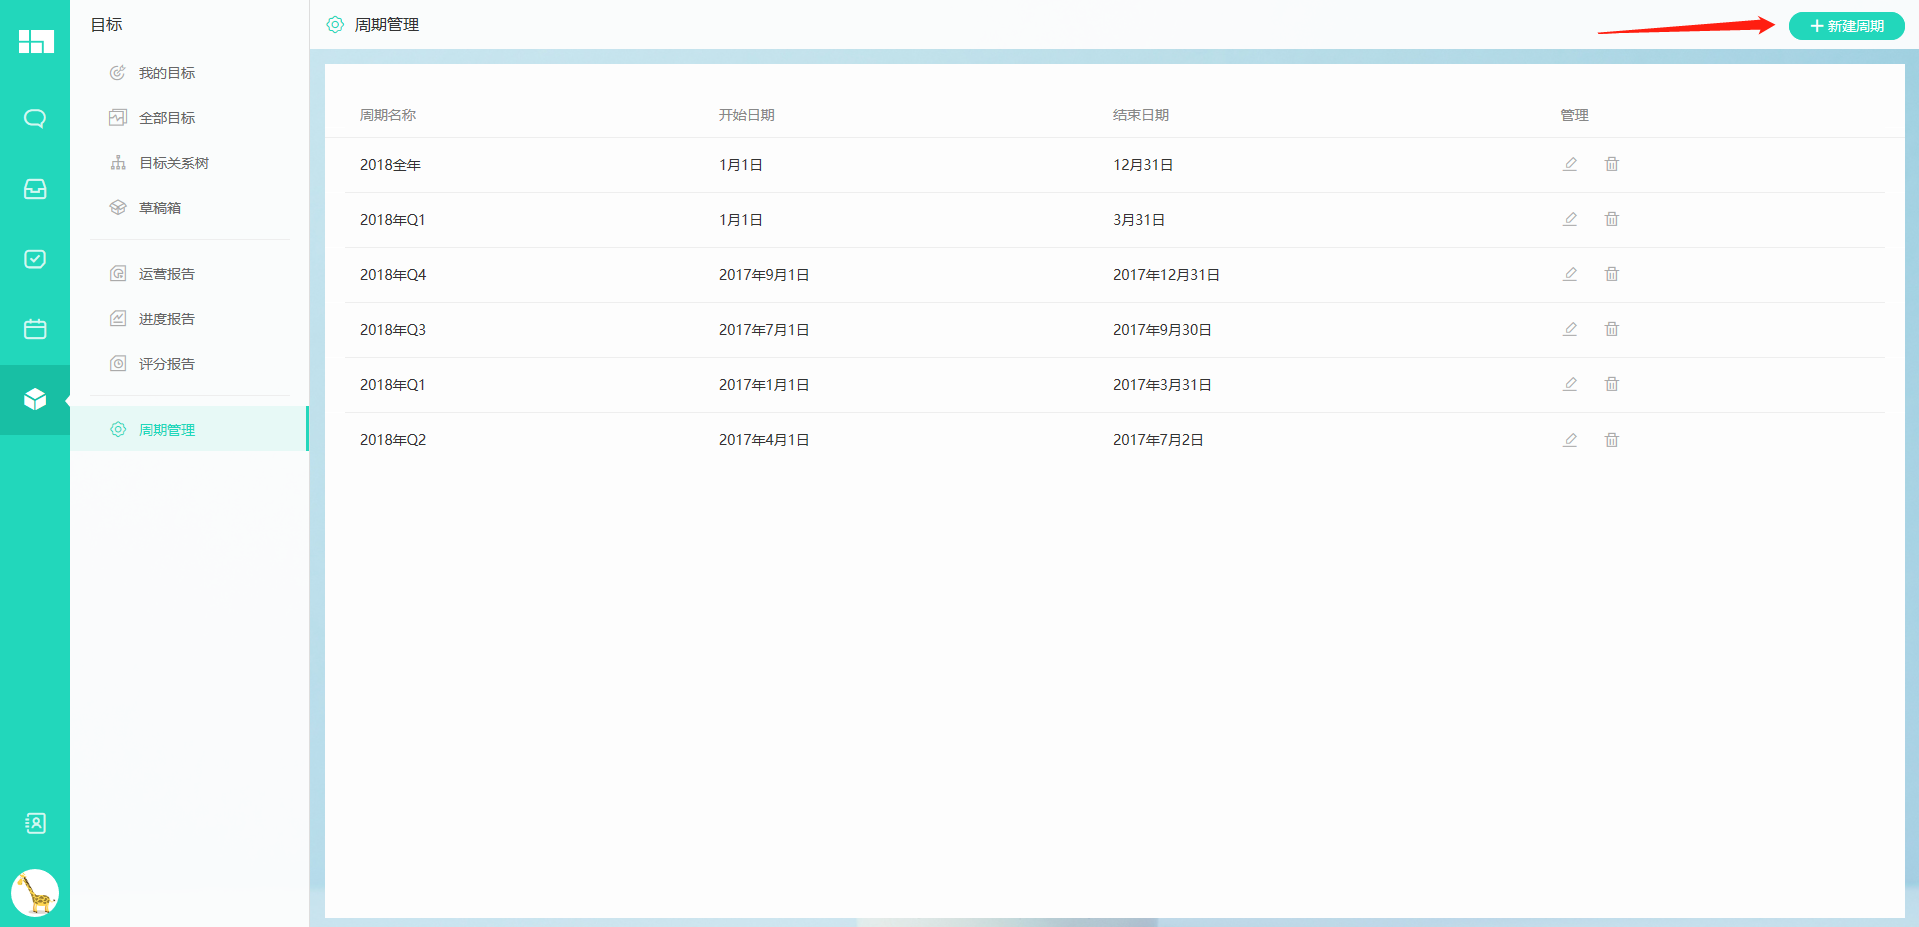 目标
我的目标
全部目标
目标关系树
草稿箱
运营报告
进度报告
评分报告
周期管理
周期管理
新建周期
周期名称 开始日期 结束日期 管理
2018全年 1月1日 12月31日
2018年Q1 1月1日 3月31日
2018年Q4 2017年9月1日 2017年12月31日
2018年Q3 2017年7月1日 2017年9月30日
2018年Q1 2017年1月1日 2017年3月31日
2018年Q2 2017年4月1日 2017年7月2日